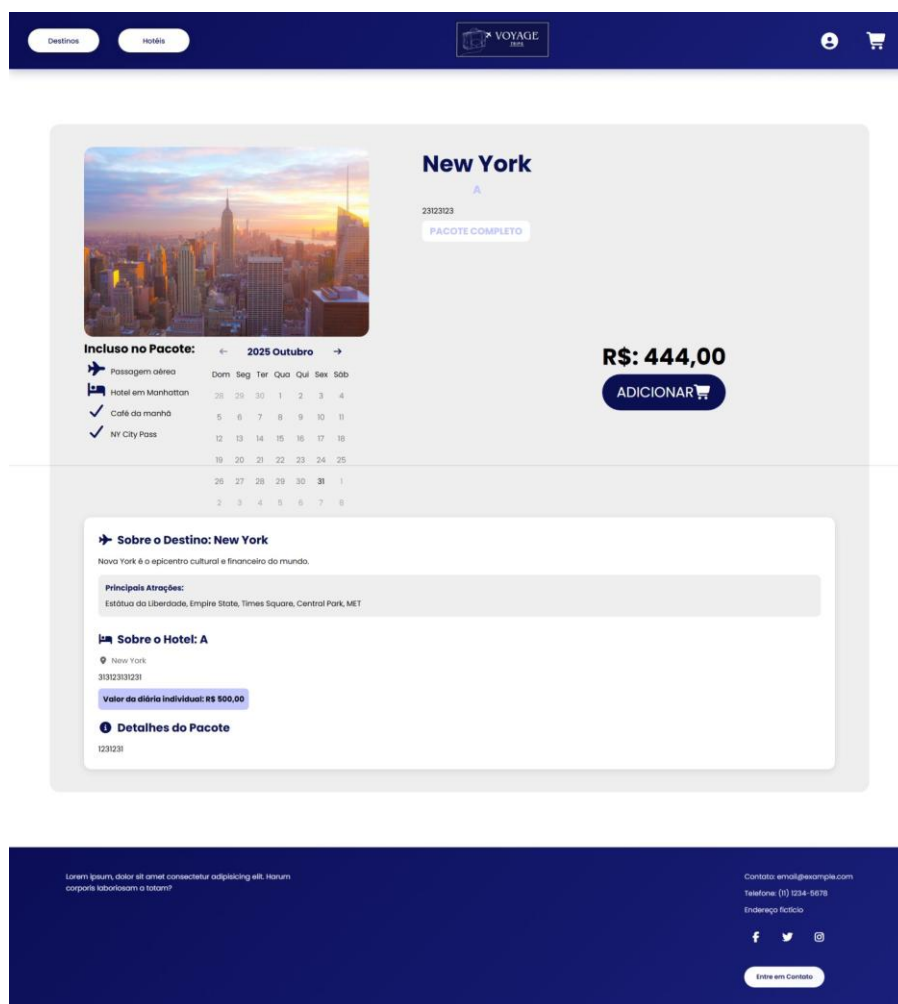 Destinos
Hotéis
VOYAGE
New York
A
23123123
PACOTE COMPLETO
Incluso no Pacote:
Passagem aérea
Hotel em Manhattan
Café da manhã
NY City Pass
← 2025 Outubro →
Dom Seg Ter Qua Qui Sex Sáb
28 29 30 1 2 3 4
5 6 7 8 9 10 11
12 13 14 15 16 17 18
19 20 21 22 23 24 25
26 27 28 29 30 31 1
2 3 4 5 6 7 8
R$: 444,00
ADICIONAR
Sobre o Destino: New York
Nova York é o epicentro cultural e financeiro do mundo.
Principais Atrações:
Estátua da Liberdade, Empire State, Times Square, Central Park, MET
Sobre o Hotel: A
New York
313123131231
Valor da diária individual: R$ 500,00
Detalhes do Pacote
1231231
Lorem ipsum, dolor sit amet consectetur adipisicing elit. Harum
corporis laboriosam a totam?
Contato: email@example.com
Telefone: (11) 1234-5678
Endereço fictício
Entre em Contato